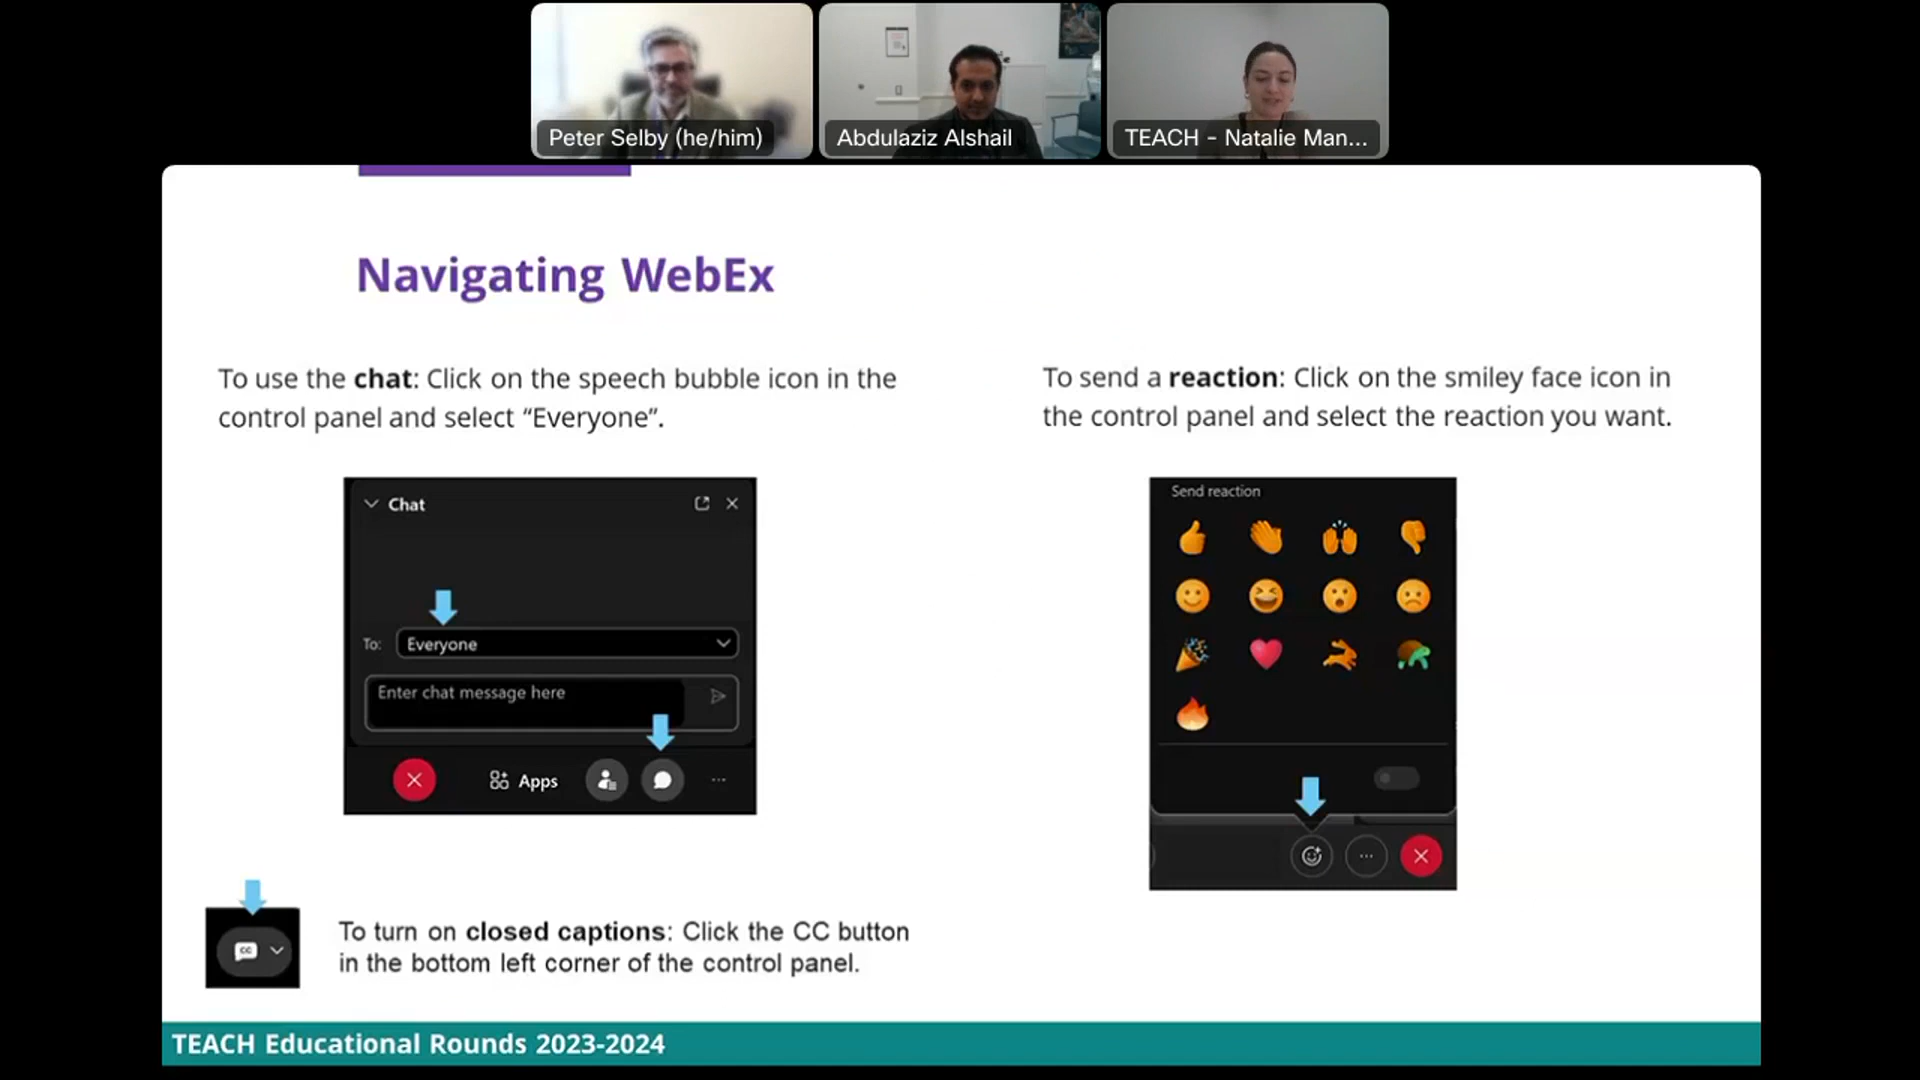 Peter Selby (he/him)
Abdulaziz Alshail
TEACH - Natalie Man...
Navigating WebEx
To use the chat: Click on the speech bubble icon in the
control panel and select “Everyone”.
To send a reaction: Click on the smiley face icon in
the control panel and select the reaction you want.
Chat
To: Everyone
Enter chat message here
Apps
Send reaction
CC
To turn on closed captions: Click the CC button
in the bottom left corner of the control panel.
TEACH Educational Rounds 2023-2024